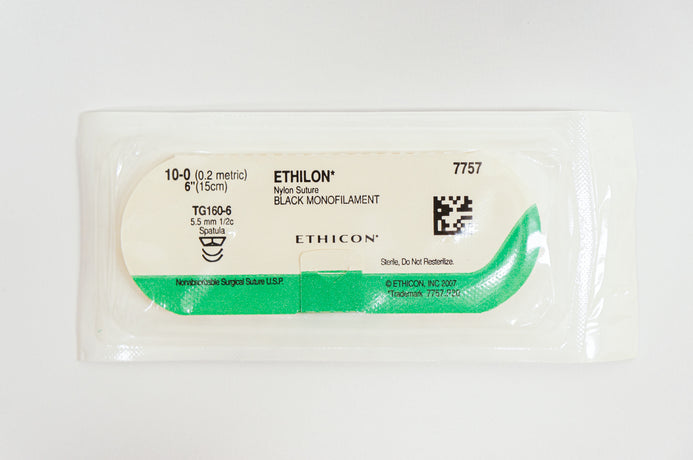 10-0 (0.2 metric)
6"(15cm)
TG160-6
5.5 mm 1/2c
Spatula
ETHILON*
Nylon Suture
BLACK MONOFILAMENT
ETHICON*
7757
Sterile, Do Not Resterilize.
Nonabsorbable Surgical Suture U.S.P.
© ETHICON, INC 2007
*Trademark